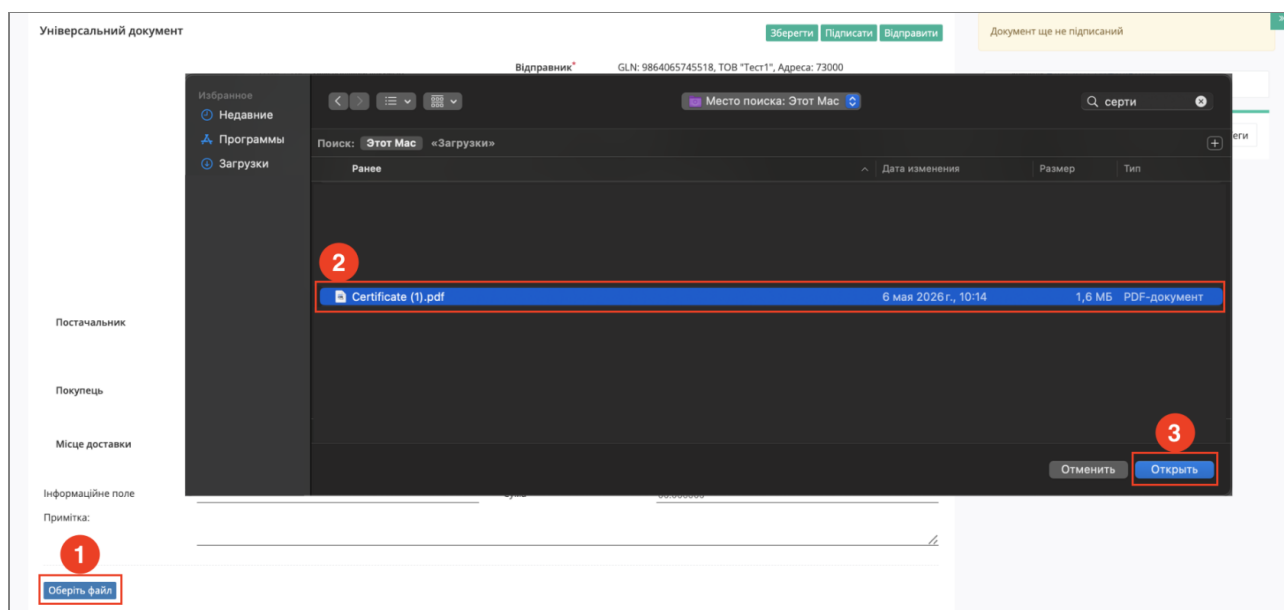 Універсальний документ
Зберегти Підписати Відправити
Документ ще не підписаний
»
Відправник* GLN: 9864065745518, ТОВ "Тест1", Адреса: 73000
Избранное
Недавние
Программы
Загрузки
Место поиска: Этот Mac
серти
Поиск: Этот Mac «Загрузки»
еги
Ранее Дата изменения Размер Тип
2
Certificate (1).pdf 6 мая 2026 г., 10:14 1,6 МБ PDF-документ
Постачальник
Покупець
Місце доставки
3
Отменить Открыть
Інформаційне поле
Примітка:
1
Оберіть файл